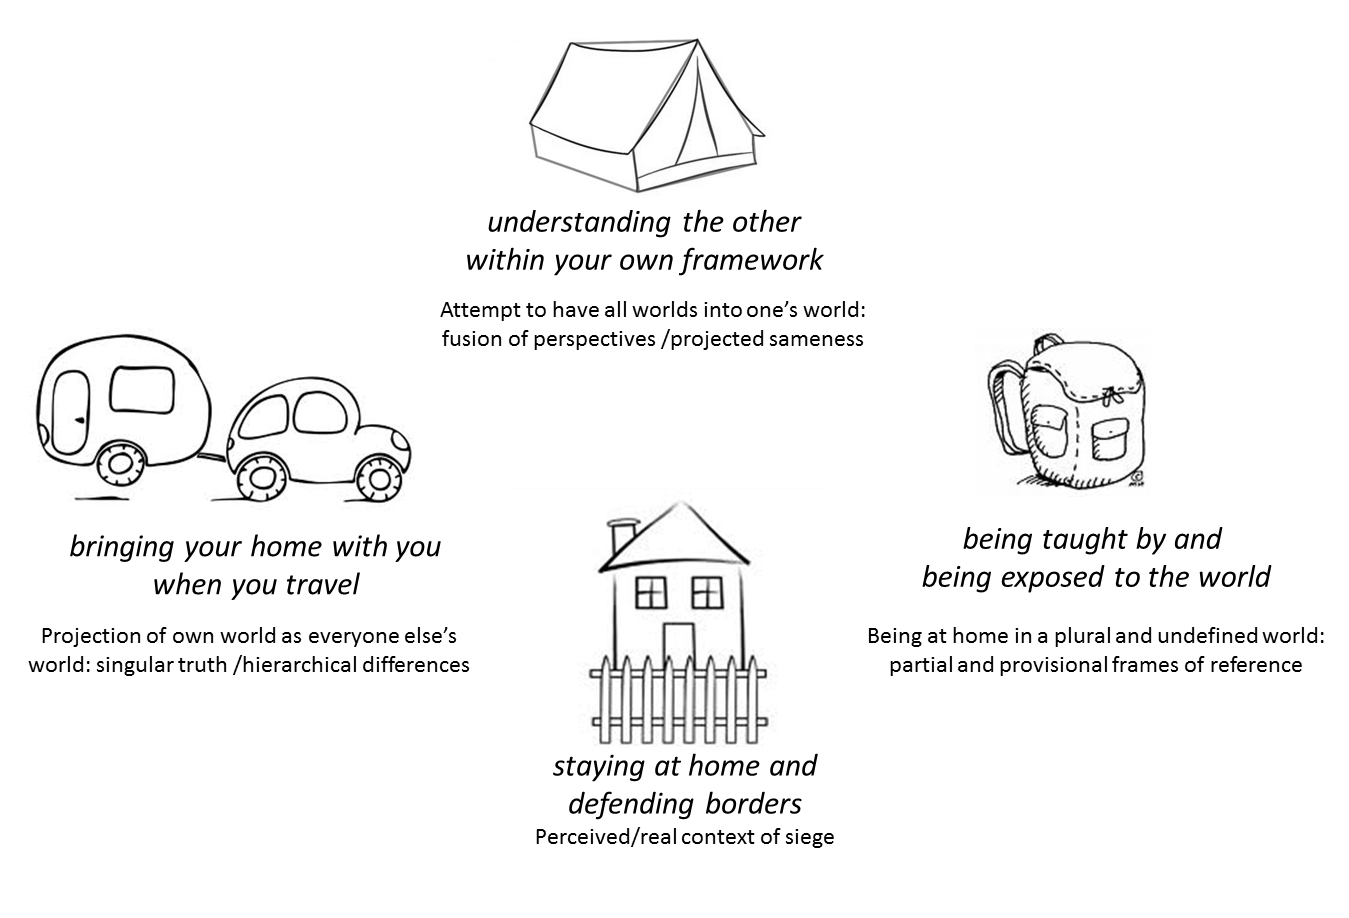 understanding the other
within your own framework
Attempt to have all worlds into one's world:
fusion of perspectives /projected sameness
bringing your home with you
when you travel
Projection of own world as everyone else's
world: singular truth /hierarchical differences
being taught by and
being exposed to the world
Being at home in a plural and undefined world:
partial and provisional frames of reference
staying at home and
defending borders
Perceived/real context of siege